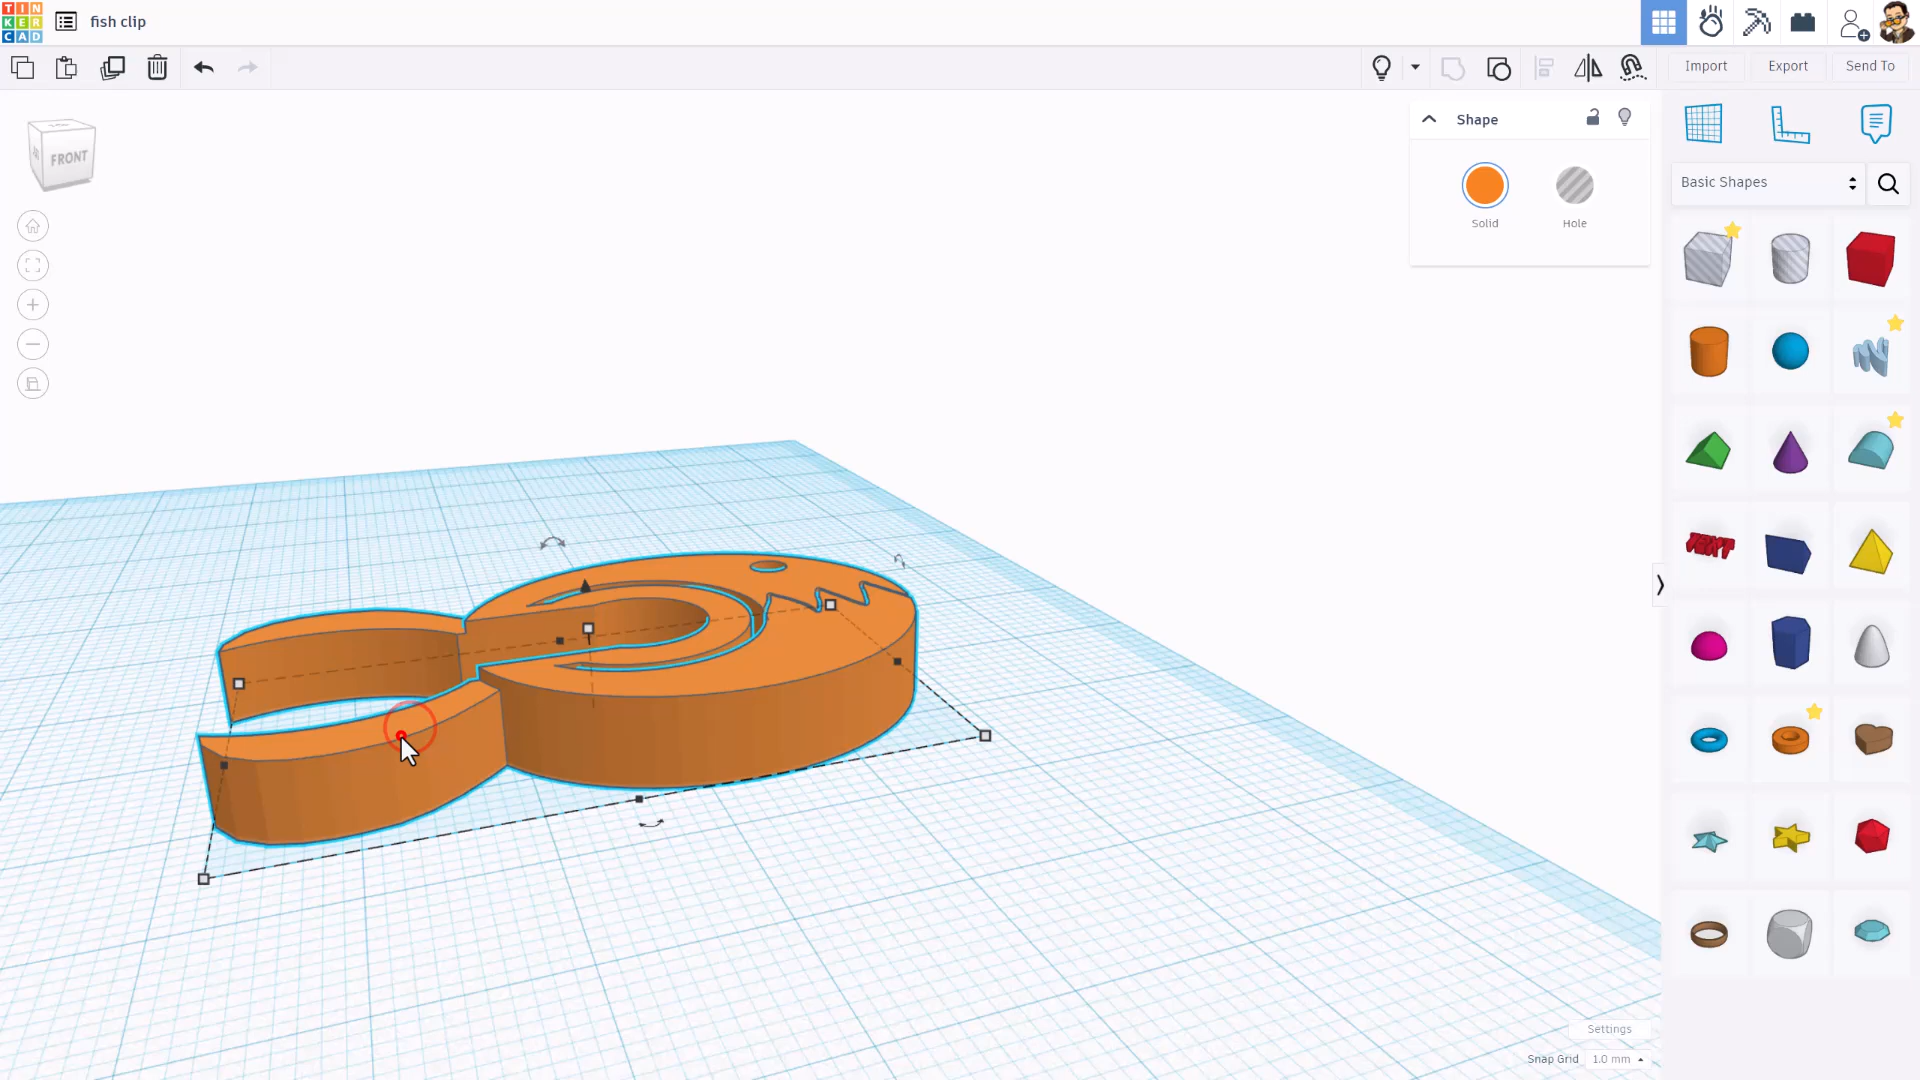 TIN
KER
CAD
fish clip
Import
Export
Send To
FRONT
Shape
Solid
Hole
Basic Shapes
TEXT
Settings
Snap Grid 1.0 mm